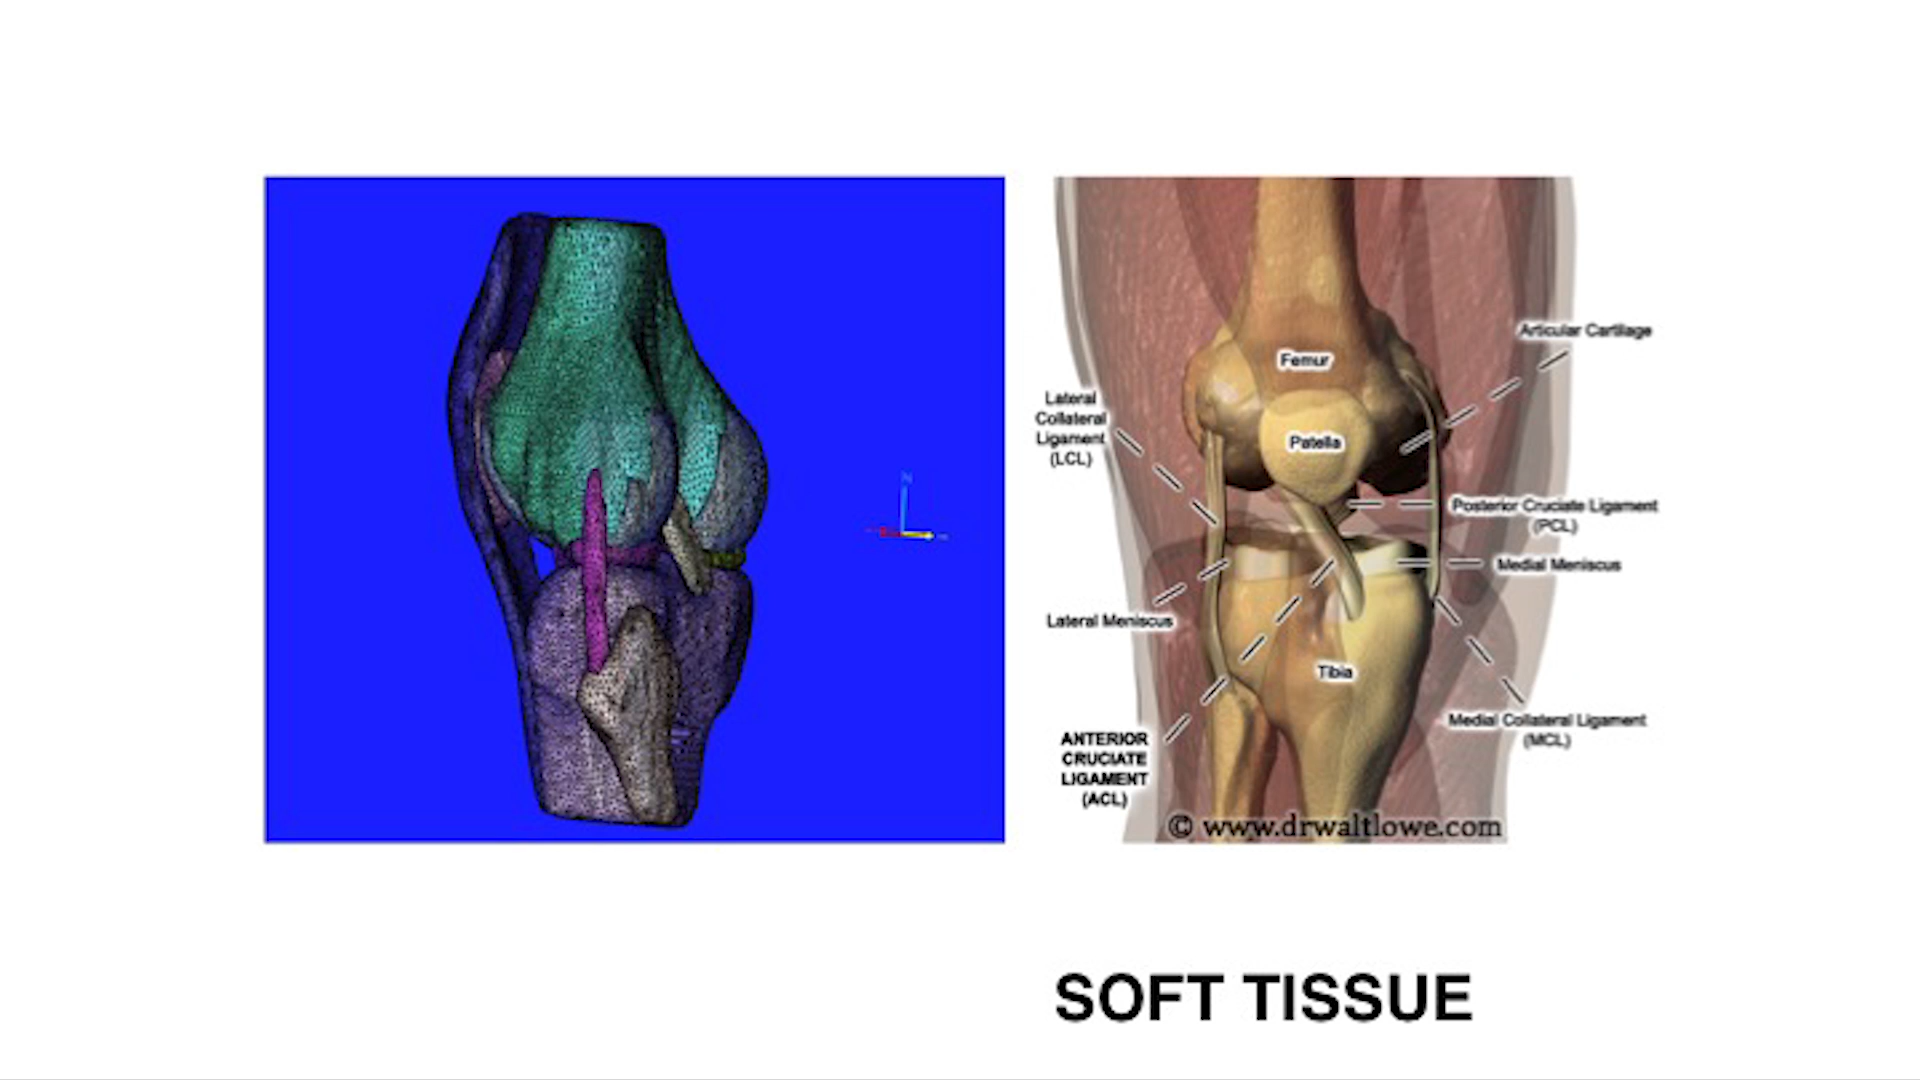 Articular Cartilage
Femur
Lateral
Collateral
Ligament
(LCL)
Patella
Posterior Cruciate Ligament
(PCL)
Medial Meniscus
Lateral Meniscus
Tibia
Medial Collateral Ligament
(MCL)
ANTERIOR
CRUCIATE
LIGAMENT
(ACL)
© www.drwaltlowe.com
SOFT TISSUE